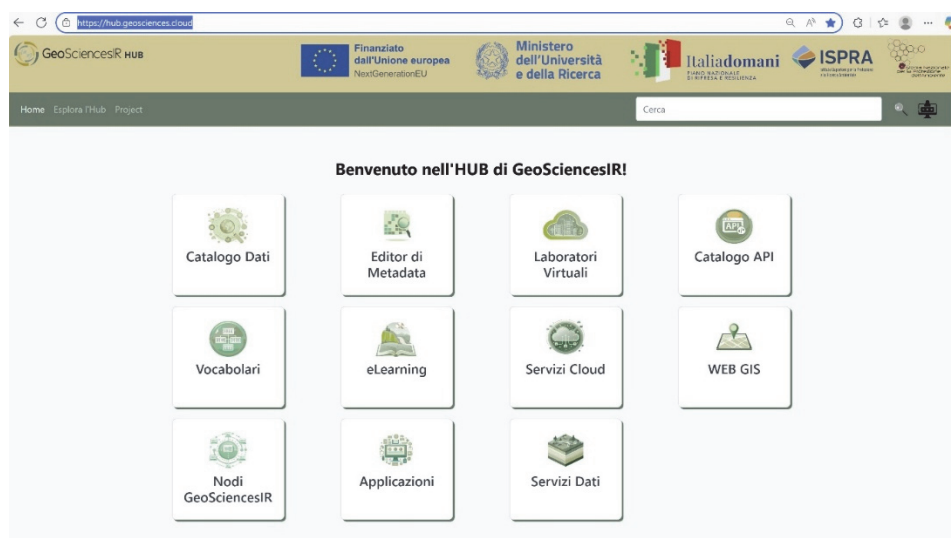 https://hub.geosciences.cloud
GeoSciencesIR HUB
Finanziato
dall'Unione europea
NextGenerationEU
Ministero
dell'Università
e della Ricerca
Italiadomani
PIANO NAZIONALE
DI RIPRESA E RESILIENZA
ISPRA
Home Esplora l'Hub Project
Cerca
Benvenuto nell'HUB di GeoSciencesIR!
Catalogo Dati
Editor di
Metadata
Laboratori
Virtuali
API
Catalogo API
Vocabolari
eLearning
Servizi Cloud
WEB GIS
Nodi
GeoSciencesIR
Applicazioni
Servizi Dati